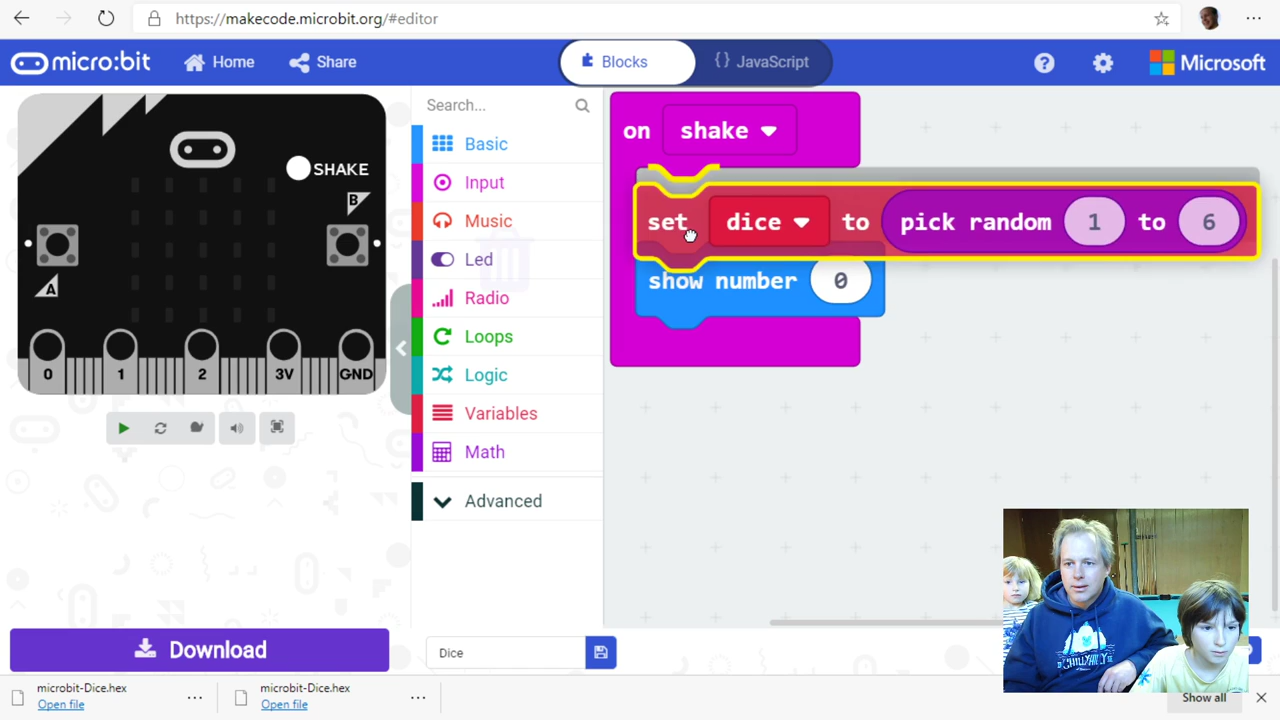 https://makecode.microbit.org/#editor
micro:bit
Home
Share
Blocks
{} JavaScript
Microsoft
SHAKE
B
A
0 1 2 3V GND
Search...
Basic
Input
Music
Led
Radio
Loops
Logic
Variables
Math
Advanced
on shake
set dice to pick random 1 to 6
show number 0
Download
Dice
microbit-Dice.hex
Open file
microbit-Dice.hex
Open file
Show all